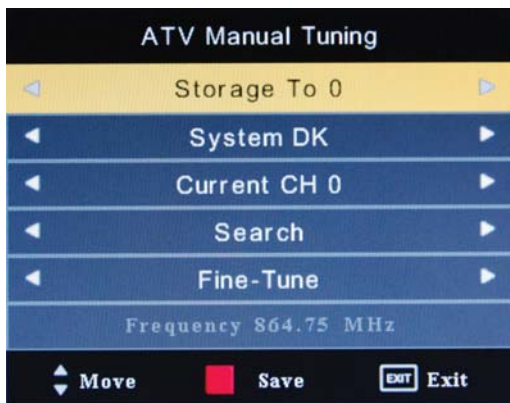 ATV Manual Tuning
Storage To 0
System DK
Current CH 0
Search
Fine-Tune
Frequency 864.75 MHz
Move Save EXIT Exit